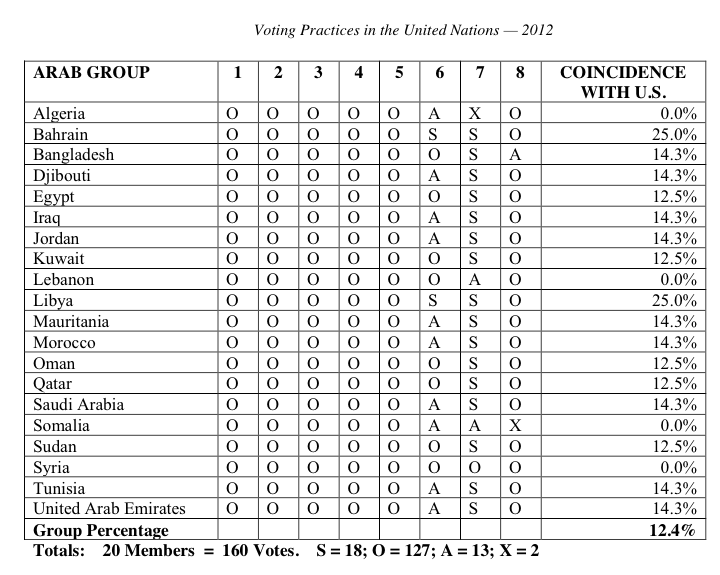 Voting Practices in the United Nations — 2012
ARAB GROUP 1 2 3 4 5 6 7 8 COINCIDENCE
WITH U.S.
Algeria O O O O O A X O 0.0%
Bahrain O O O O O S S O 25.0%
Bangladesh O O O O O O S A 14.3%
Djibouti O O O O O A S O 14.3%
Egypt O O O O O O S O 12.5%
Iraq O O O O O A S O 14.3%
Jordan O O O O O A S O 14.3%
Kuwait O O O O O O S O 12.5%
Lebanon O O O O O O A O 0.0%
Libya O O O O O S S O 25.0%
Mauritania O O O O O A S O 14.3%
Morocco O O O O O A S O 14.3%
Oman O O O O O O S O 12.5%
Qatar O O O O O O S O 12.5%
Saudi Arabia O O O O O A S O 14.3%
Somalia O O O O O A A X 0.0%
Sudan O O O O O O S O 12.5%
Syria O O O O O O O O 0.0%
Tunisia O O O O O A S O 14.3%
United Arab Emirates O O O O O A S O 14.3%
Group Percentage 12.4%
Totals: 20 Members = 160 Votes. S = 18; O = 127; A = 13; X = 2